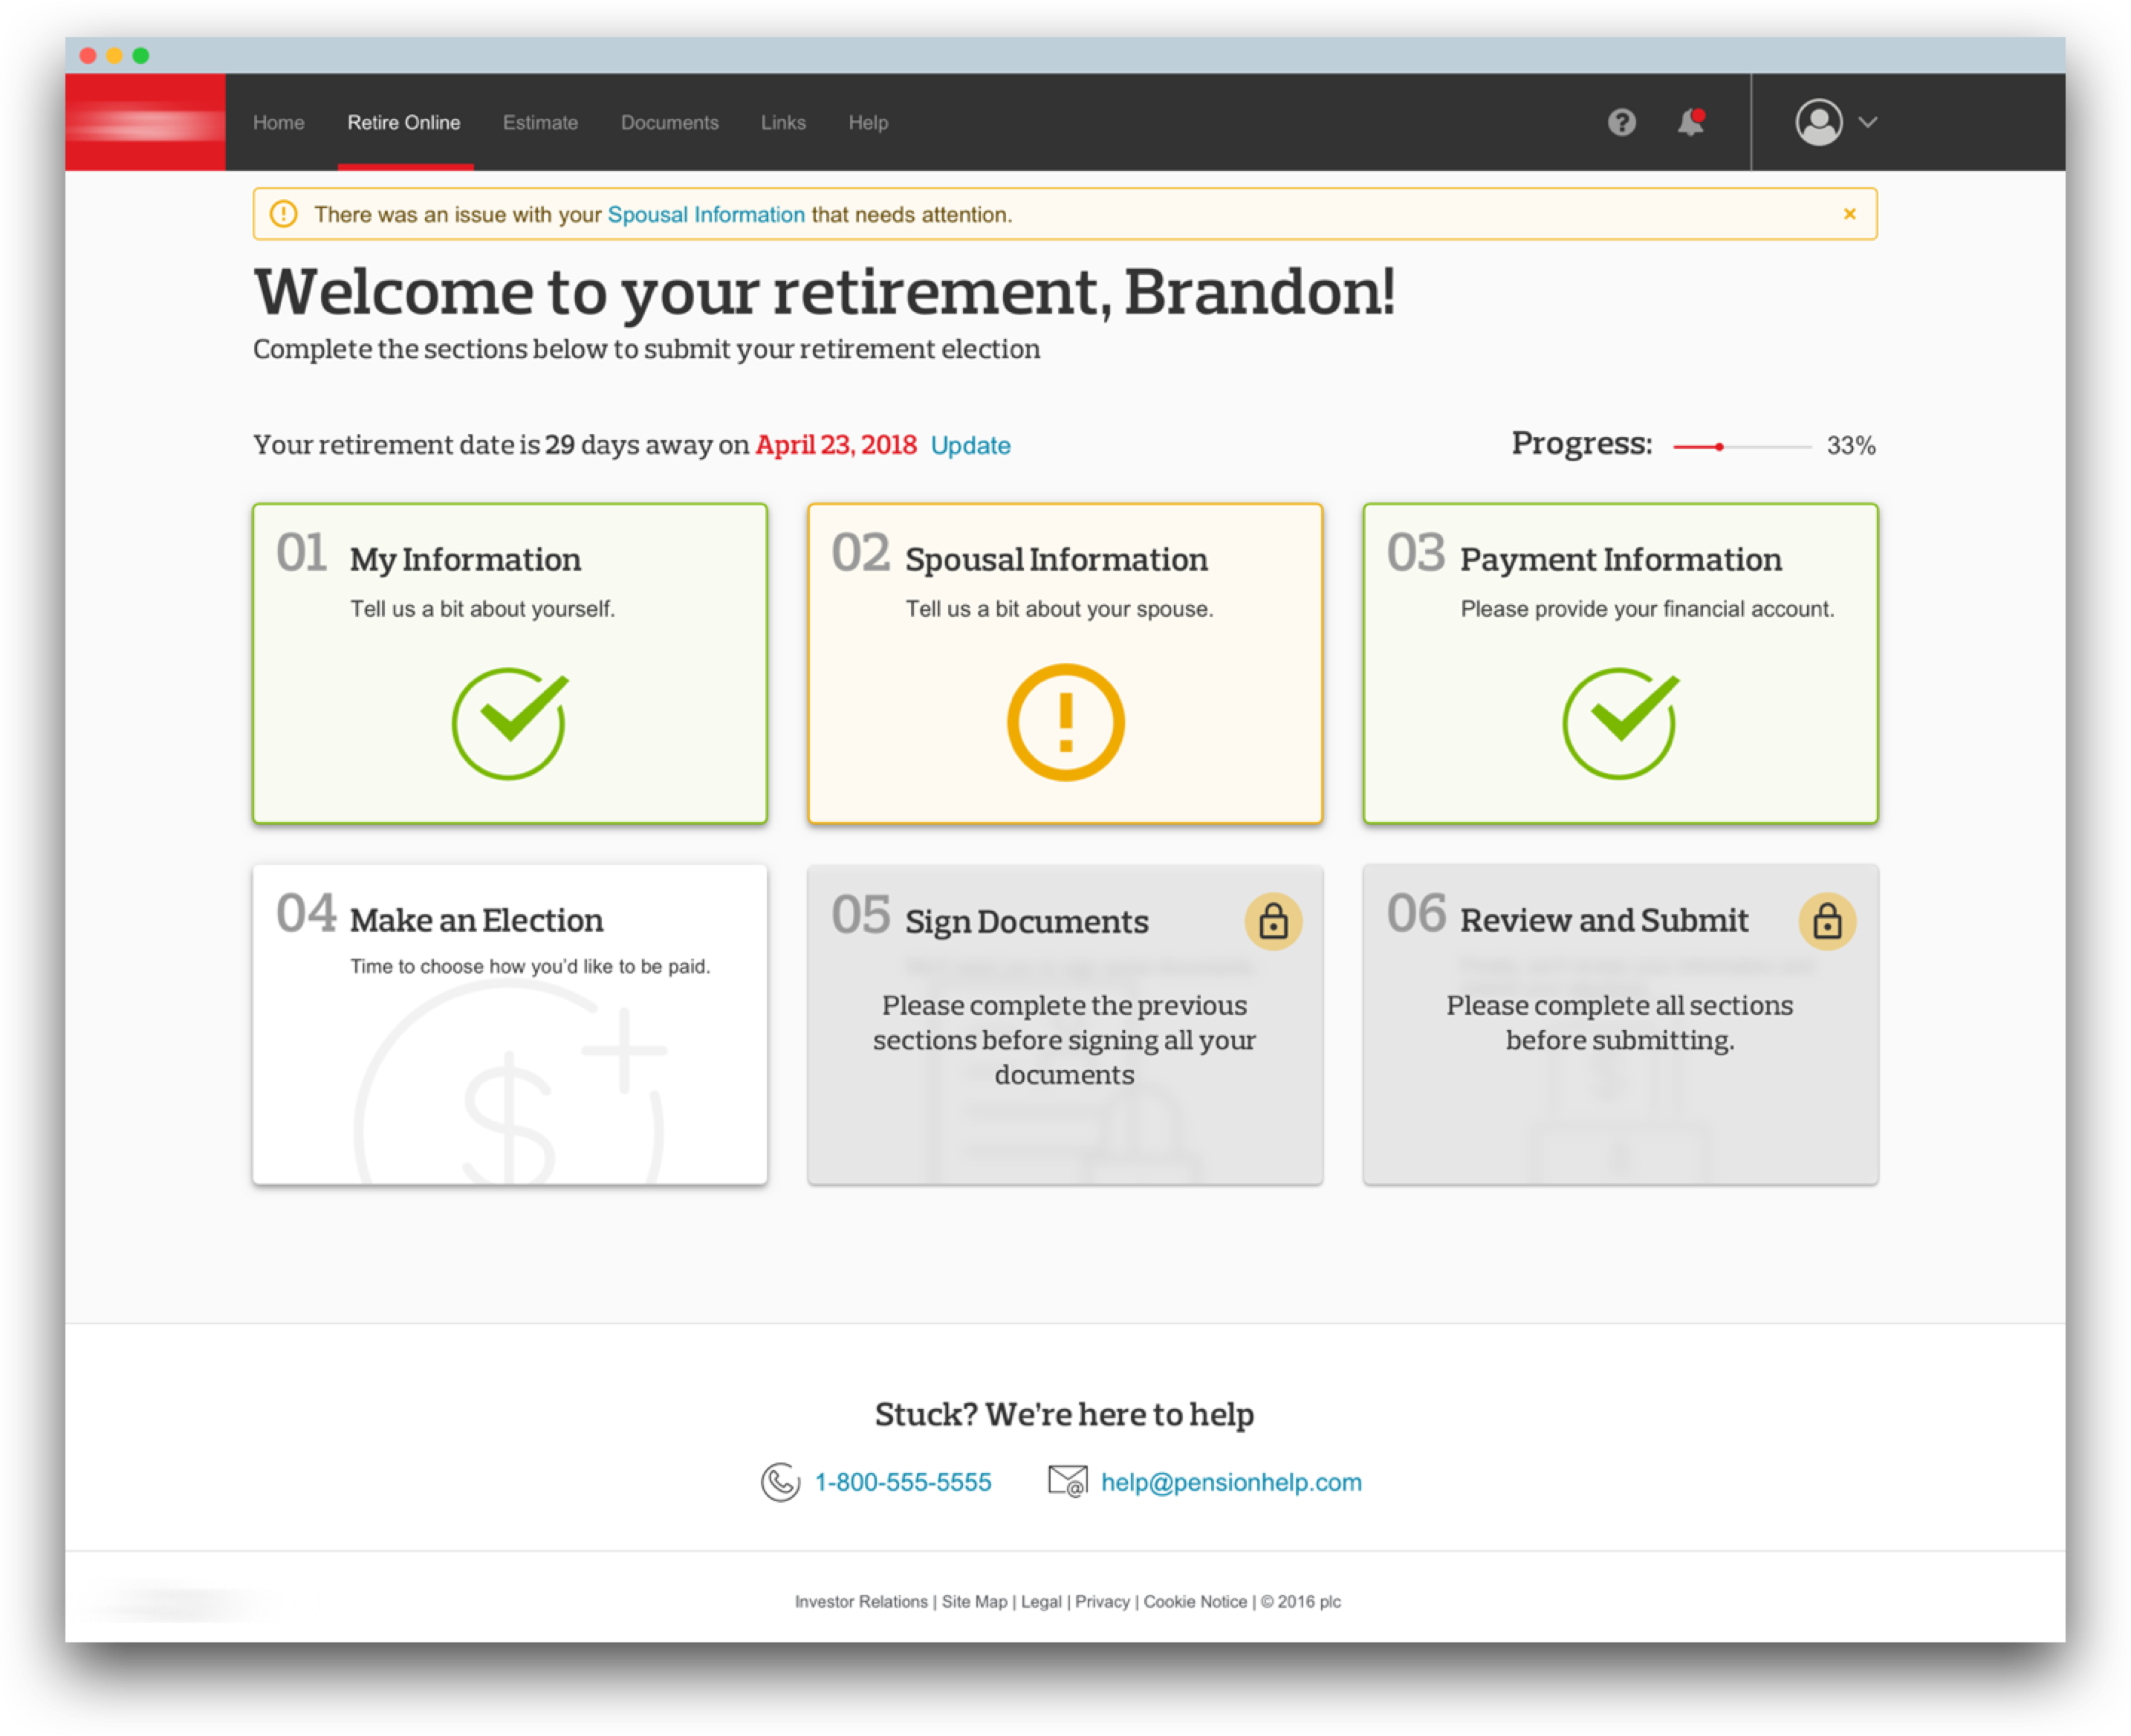 Home Retire Online Estimate Documents Links Help
There was an issue with your Spousal Information that needs attention.
Welcome to your retirement, Brandon!
Complete the sections below to submit your retirement election
Your retirement date is 29 days away on April 23, 2018 Update
Progress: 33%
01 My Information
Tell us a bit about yourself.
02 Spousal Information
Tell us a bit about your spouse.
03 Payment Information
Please provide your financial account.
04 Make an Election
Time to choose how you'd like to be paid.
05 Sign Documents
Please complete the previous
sections before signing all your
documents
06 Review and Submit
Please complete all sections
before submitting.
Stuck? We're here to help
1-800-555-5555 help@pensionhelp.com
Investor Relations | Site Map | Legal | Privacy | Cookie Notice | © 2016 plc